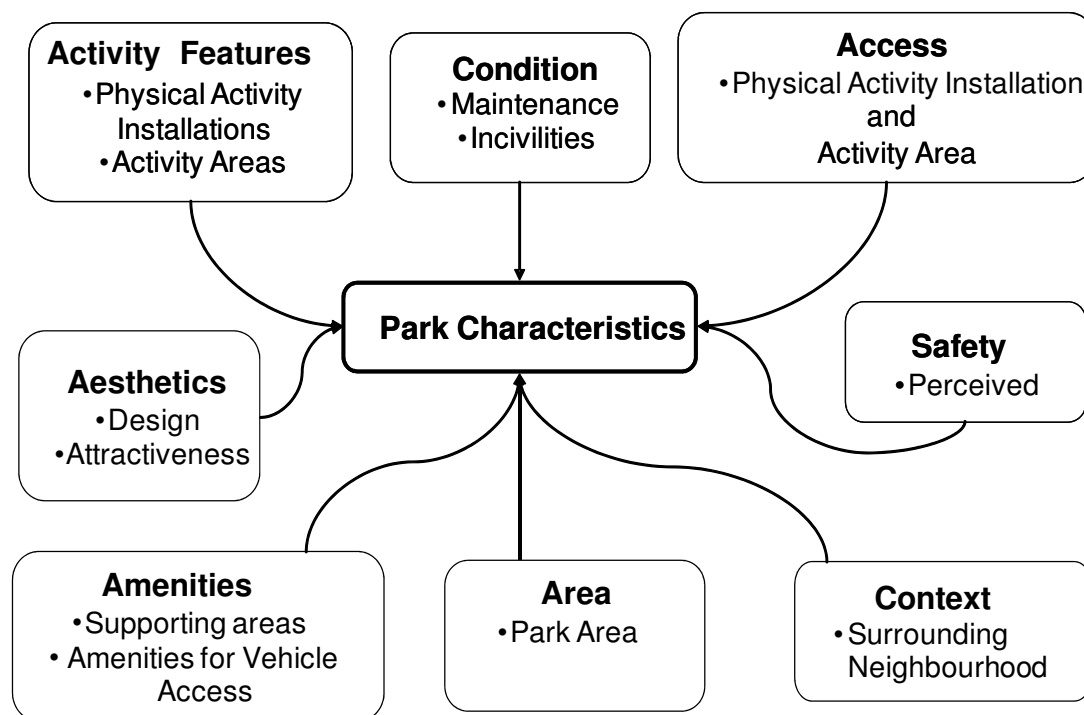 Activity Features
•Physical Activity
Installations
•Activity Areas
Condition
•Maintenance
•Incivilities
Access
•Physical Activity Installation
and
Activity Area
Park Characteristics
Aesthetics
•Design
•Attractiveness
Safety
•Perceived
Amenities
•Supporting areas
• Amenities for Vehicle
Access
Area
•Park Area
Context
•Surrounding
Neighbourhood